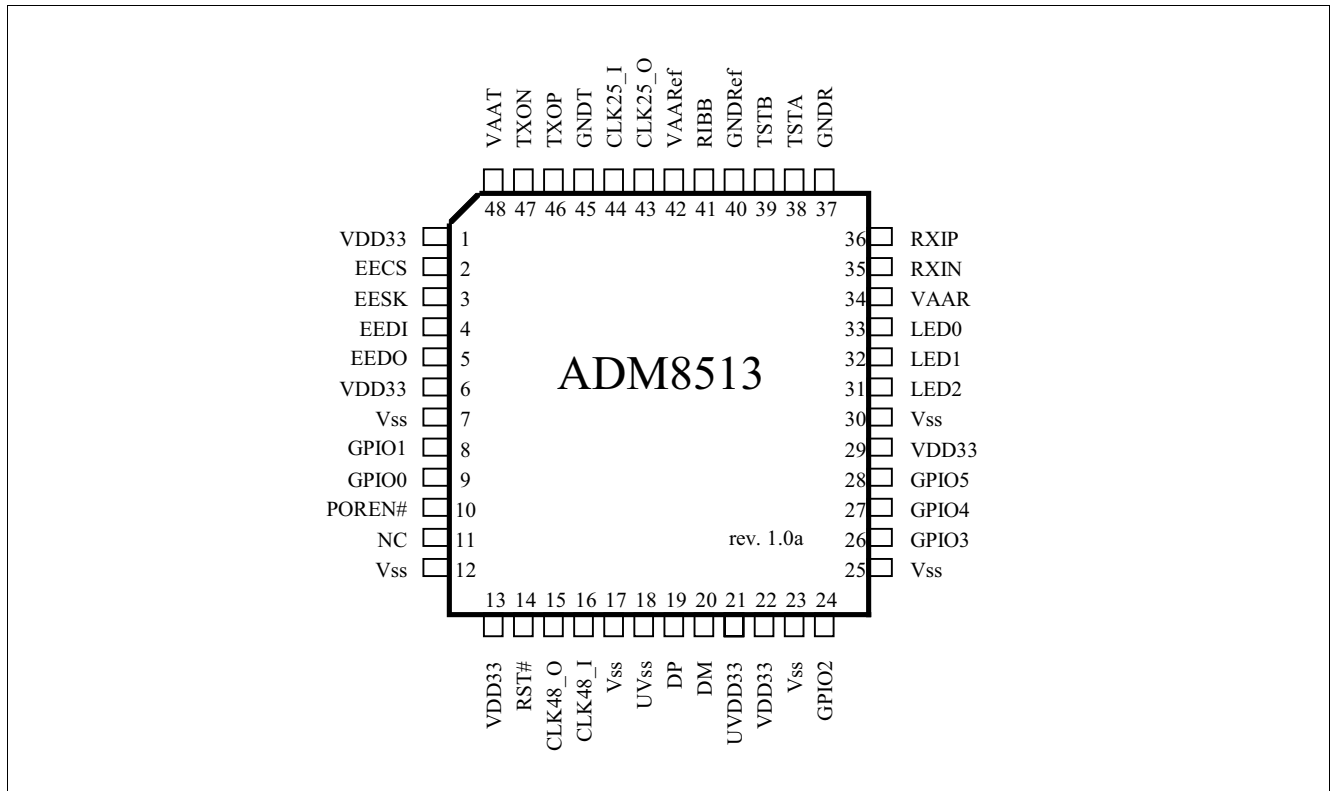 VAAT
TXON
TXOP
GNDT
CLK25_I
CLK25_O
VAARef
RIBB
GNDRef
TSTB
TSTA
GNDR
48 47 46 45 44 43 42 41 40 39 38 37
VDD33 1 36 RXIP
EECS 2 35 RXIN
EESK 3 34 VAAR
EEDI 4 33 LED0
EEDO 5 32 LED1
VDD33 6 31 LED2
Vss 7 30 Vss
GPIO1 8 29 VDD33
GPIO0 9 28 GPIO5
POREN# 10 27 GPIO4
NC 11 26 GPIO3
Vss 12 25 Vss
ADM8513
rev. 1.0a
13 14 15 16 17 18 19 20 21 22 23 24
VDD33
RST#
CLK48_O
CLK48_I
Vss
UVss
DP
DM
UVDD33
VDD33
Vss
GPIO2